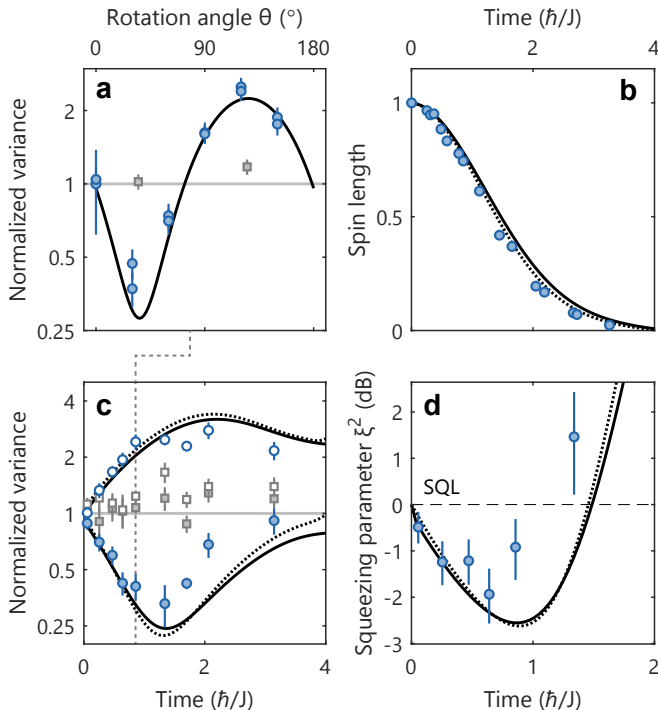 Rotation angle θ (°)
0 90 180
a
Normalized variance
2
1
0.5
0.25
Time (ħ/J)
0 2 4
b
Spin length
1
0.5
0
c
Normalized variance
4
2
1
0.5
0.25
0 2 4
Time (ħ/J)
d
Squeezing parameter ξ² (dB)
2
1
0
-1
-2
-3
SQL
0 1 2
Time (ħ/J)